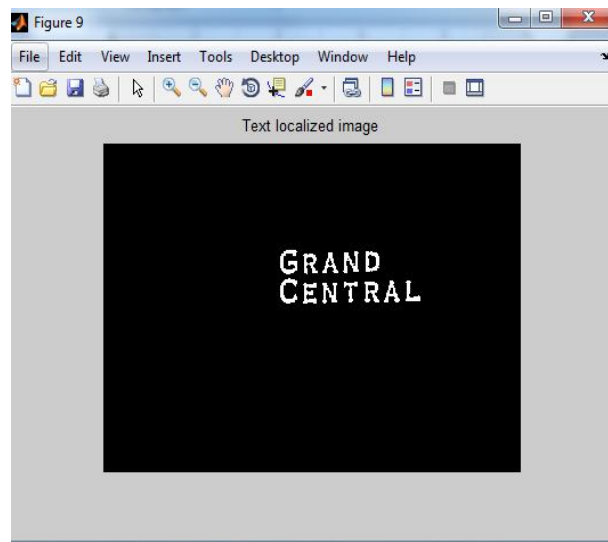 Figure 9
File Edit View Insert Tools Desktop Window Help
Text localized image
GRAND
CENTRAL